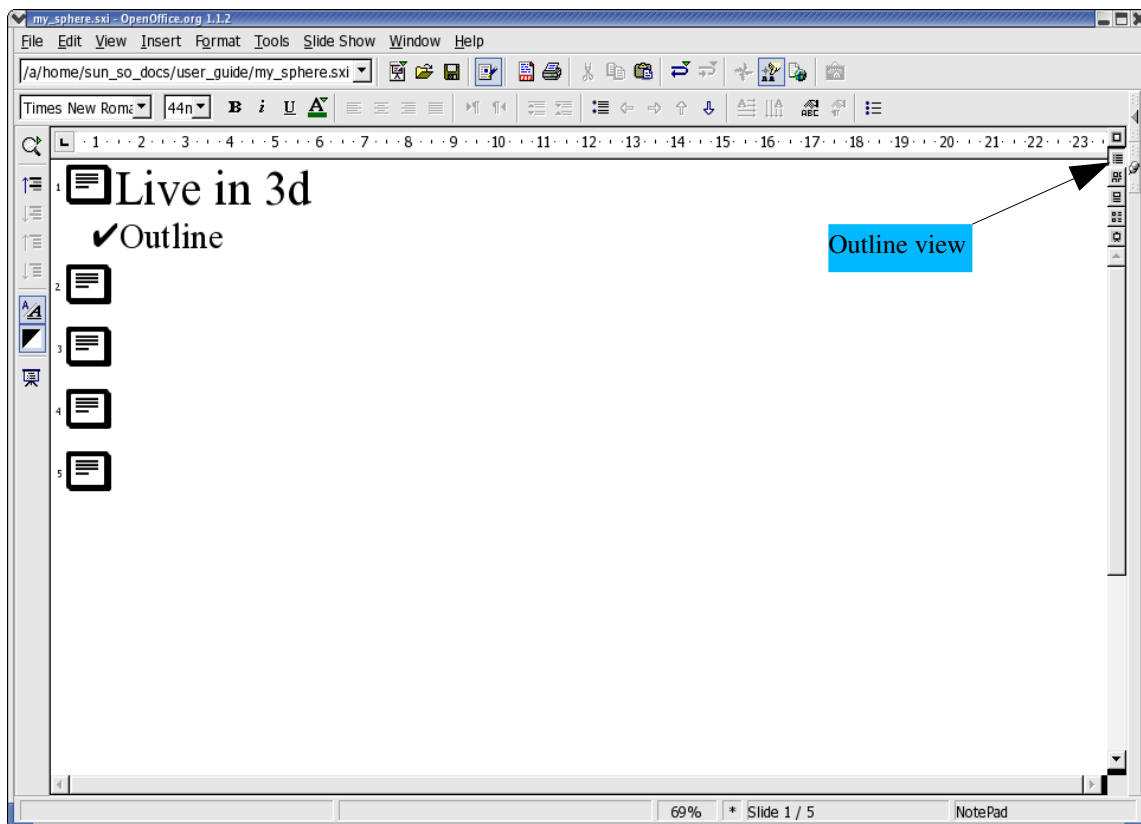 my_sphere.sxi - OpenOffice.org 1.1.2
File Edit View Insert Format Tools Slide Show Window Help
/a/home/sun_so_docs/user_guide/my_sphere.sxi
Times New Roma 44n B i U A ABC
L 1 2 3 4 5 6 7 8 9 10 11 12 13 14 15 16 17 18 19 20 21 22 23
1 Live in 3d
✔Outline
Outline view
2
3
4
5
69% * Slide 1 / 5 NotePad